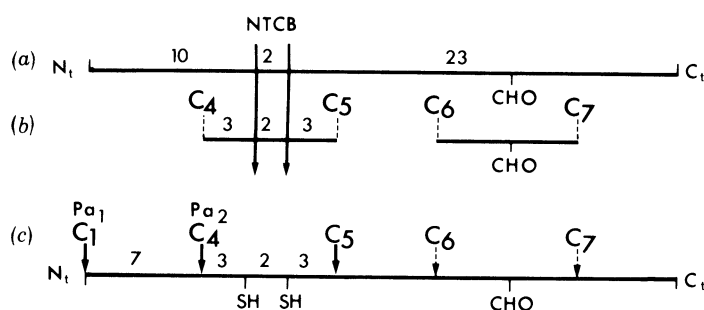 NTCB
(a) Nt 10 2 23 Ct
CHO
C4 C5 C6 C7
(b) 3 2 3
CHO
Pa1 Pa2
(c) C1 C4 C5 C6 C7
Nt 7 3 2 3 Ct
SH SH CHO